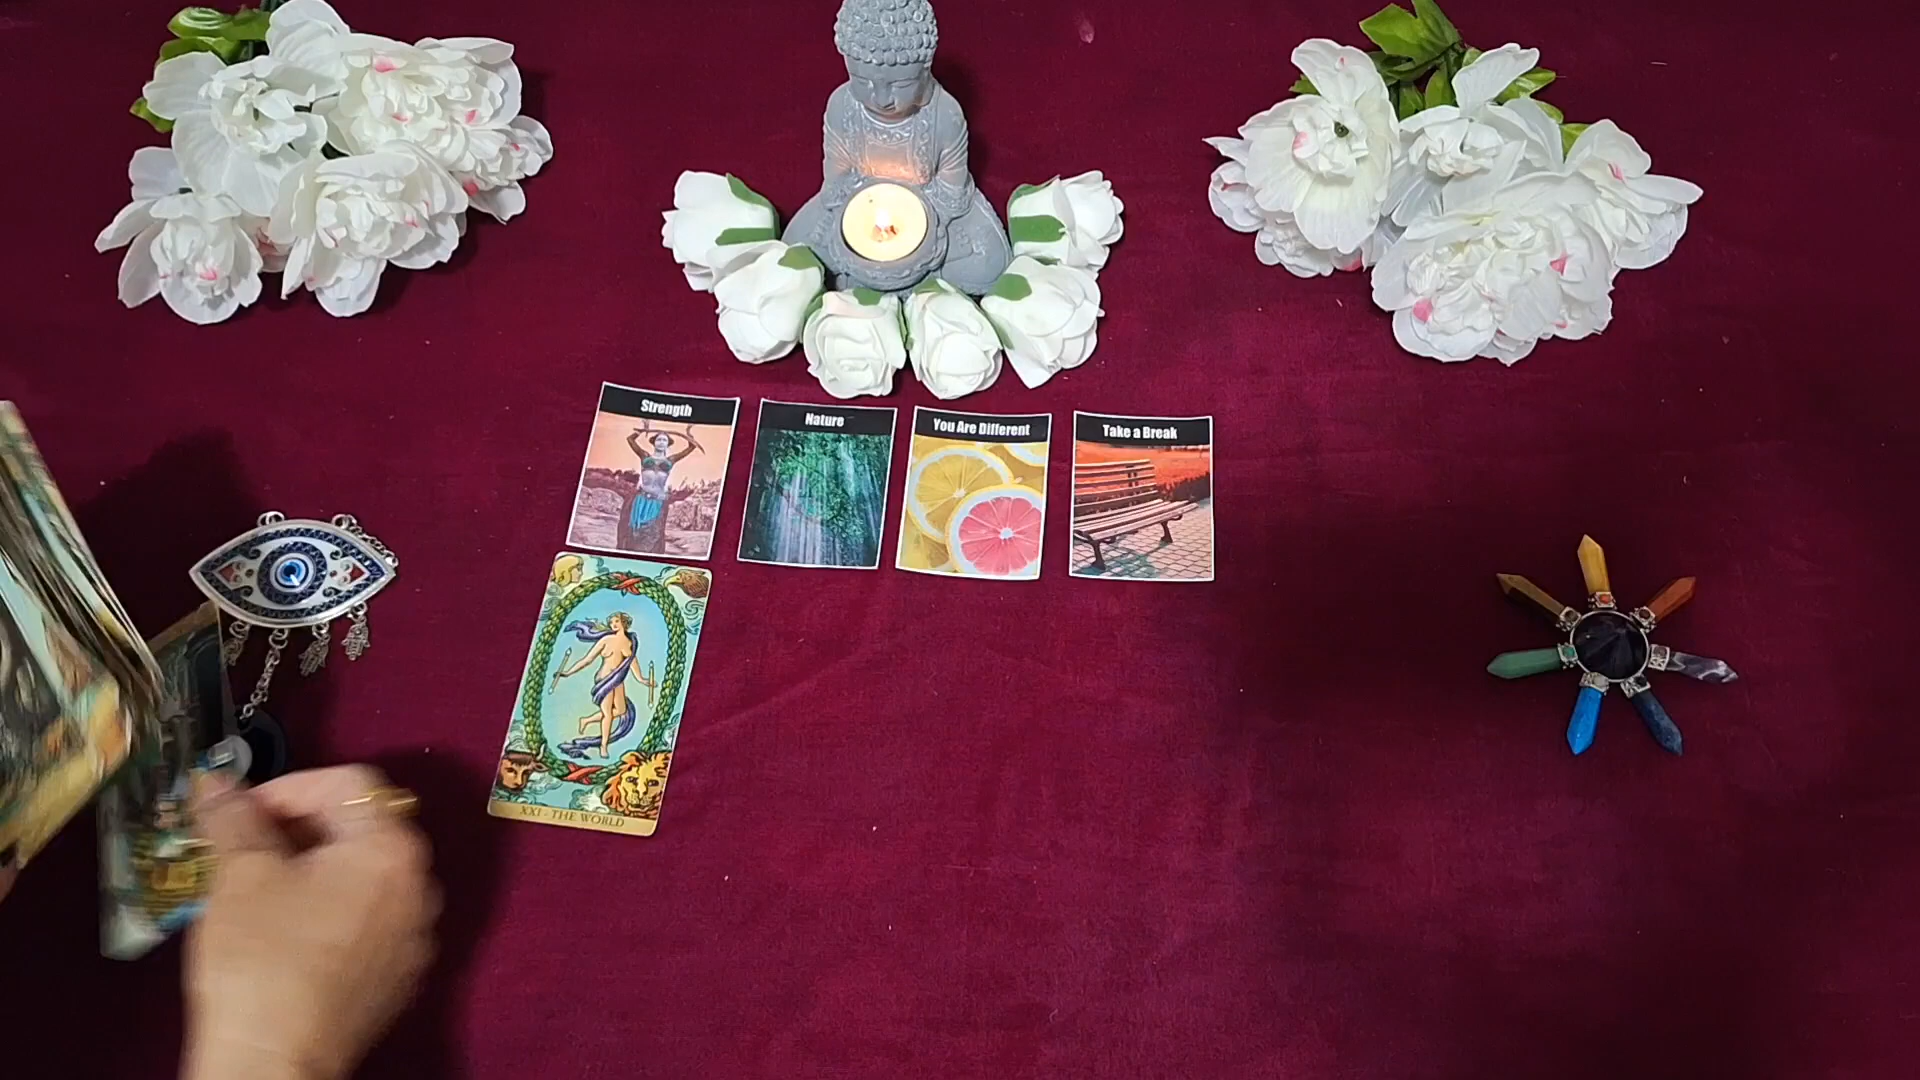 Strength
Nature
You Are Different
Take a Break
XXI - THE WORLD